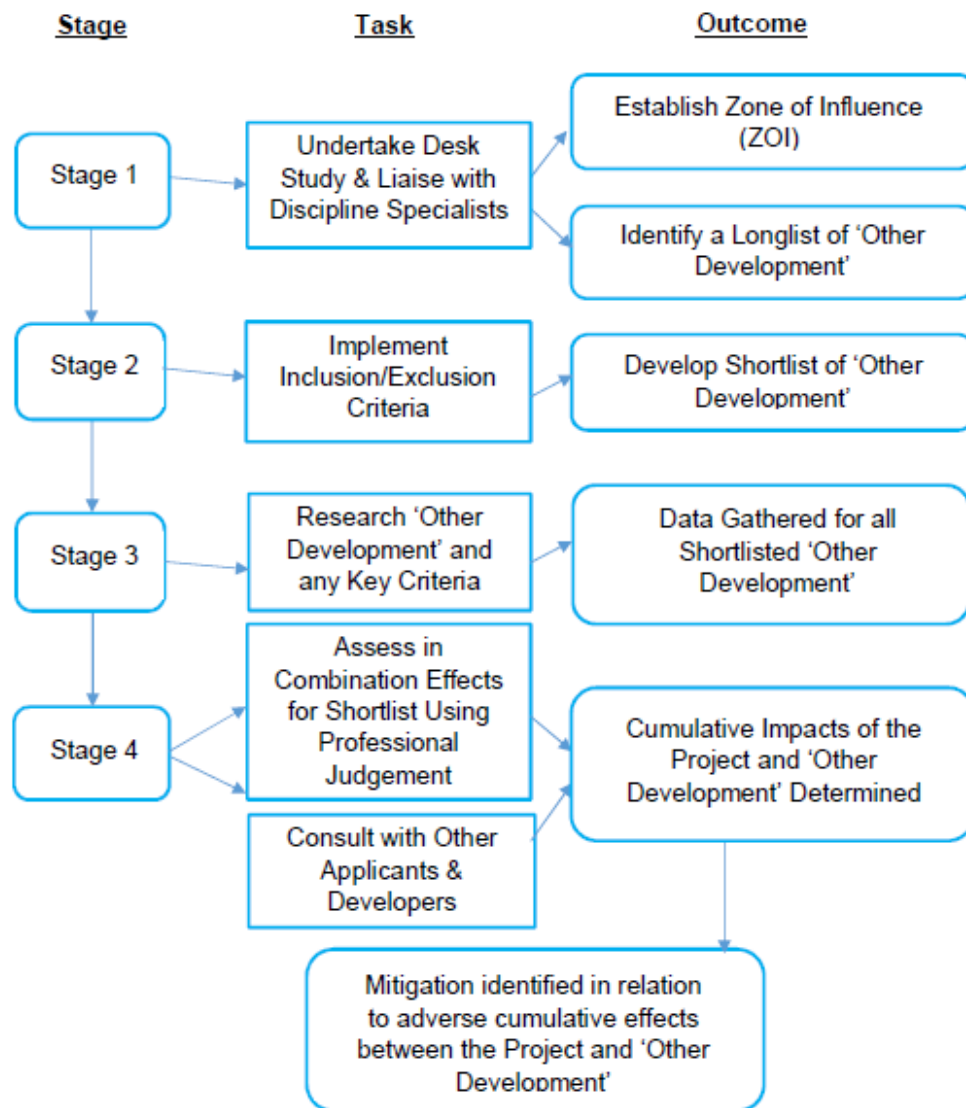 Stage
Task
Outcome
Stage 1
Undertake Desk
Study & Liaise with
Discipline Specialists
Establish Zone of Influence
(ZOI)
Identify a Longlist of ‘Other
Development’
Stage 2
Implement
Inclusion/Exclusion
Criteria
Develop Shortlist of ‘Other
Development’
Stage 3
Research ‘Other
Development’ and
any Key Criteria
Data Gathered for all
Shortlisted ‘Other
Development’
Stage 4
Assess in
Combination Effects
for Shortlist Using
Professional
Judgement
Consult with Other
Applicants &
Developers
Cumulative Impacts of the
Project and ‘Other
Development’ Determined
Mitigation identified in relation
to adverse cumulative effects
between the Project and ‘Other
Development’